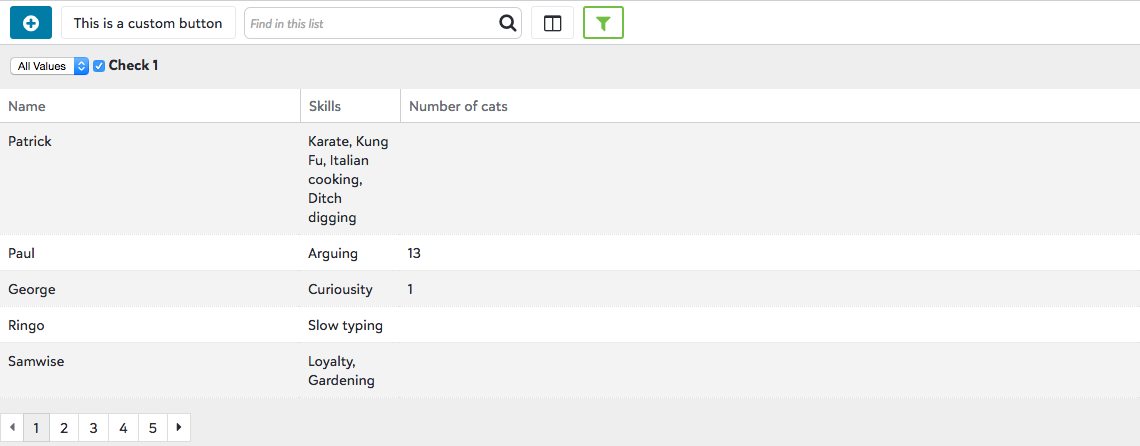 This is a custom button Find in this list
All Values Check 1
Name Skills Number of cats
Patrick Karate, Kung
Fu, Italian
cooking,
Ditch
digging
Paul Arguing 13
George Curiousity 1
Ringo Slow typing
Samwise Loyalty,
Gardening
1 2 3 4 5